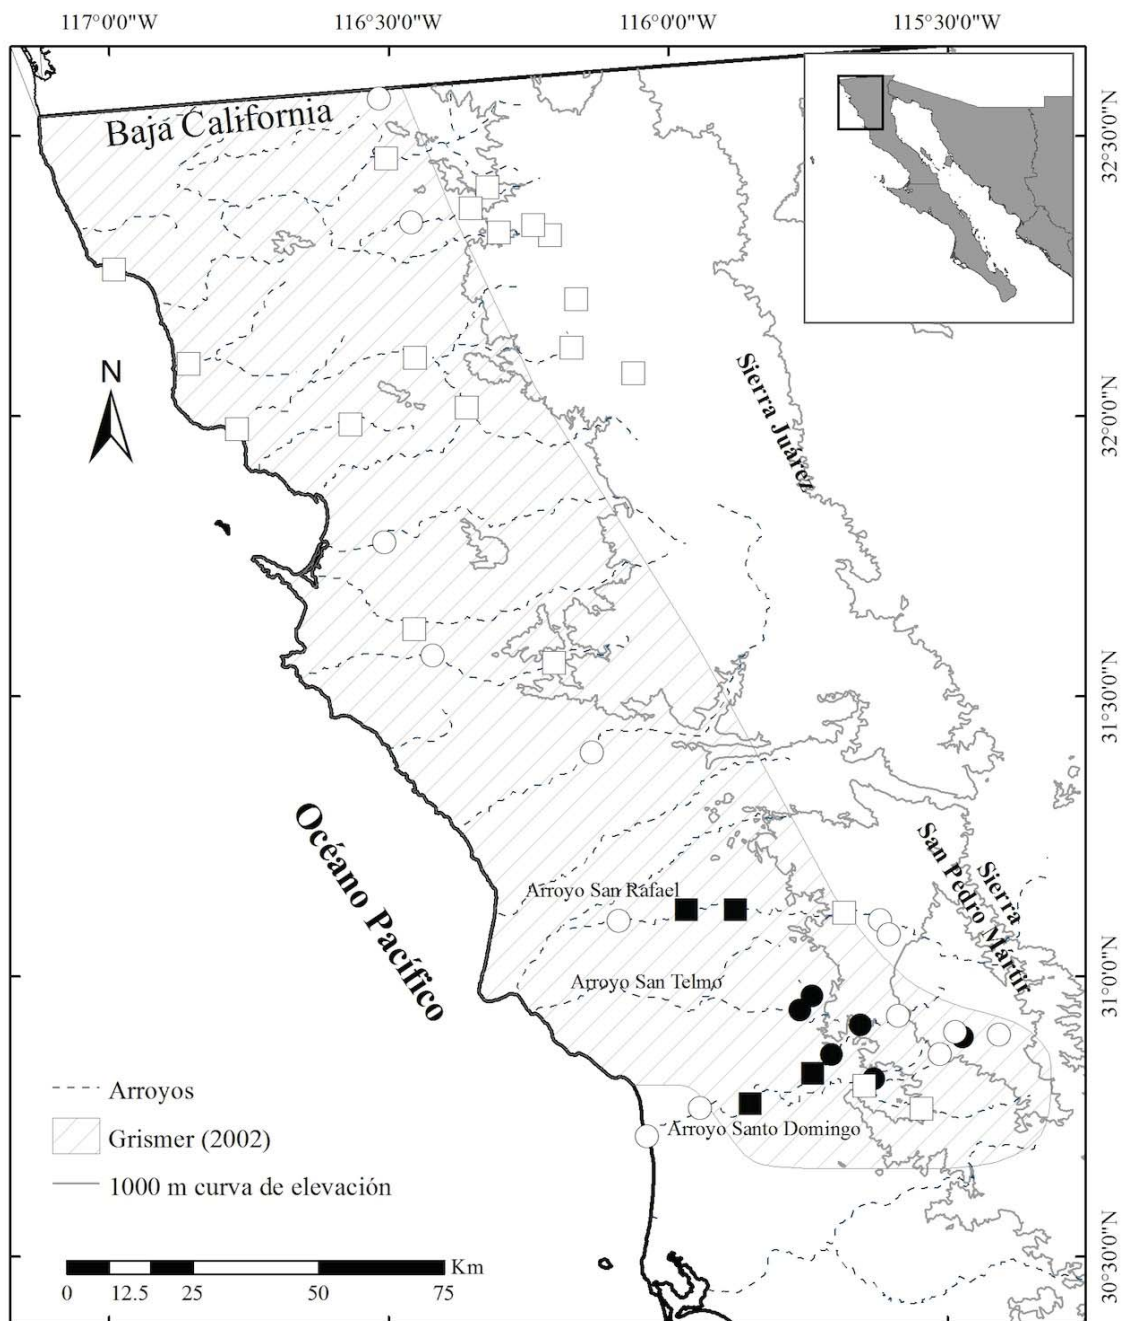 117°0'0"W
116°30'0"W
116°0'0"W
115°30'0"W
Baja California
32°30'0"N
32°0'0"N
31°30'0"N
31°0'0"N
30°30'0"N
N
Sierra Juárez
Océano Pacífico
Sierra
San Pedro Mártir
Arroyo San Rafael
Arroyo San Telmo
Arroyo Santo Domingo
Arroyos
Grismer (2002)
1000 m curva de elevación
Km
0 12.5 25 50 75